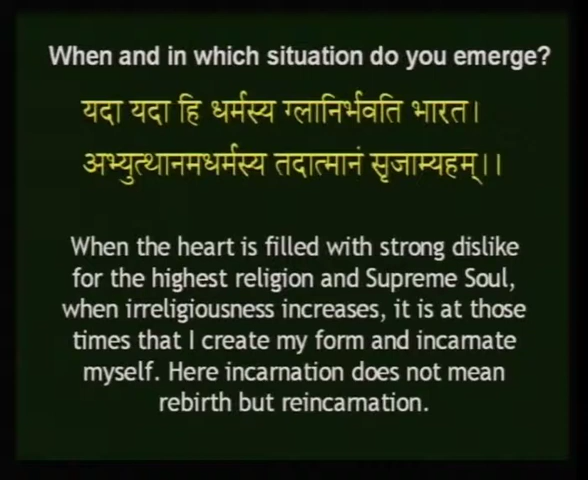 When and in which situation do you emerge?
यदा यदा हि धर्मस्य ग्लानिर्भवति भारत।
अभ्युत्थानमधर्मस्य तदात्मानं सृजाम्यहम्।।
When the heart is filled with strong dislike
for the highest religion and Supreme Soul,
when irreligiousness increases, it is at those
times that I create my form and incarnate
myself. Here incarnation does not mean
rebirth but reincarnation.